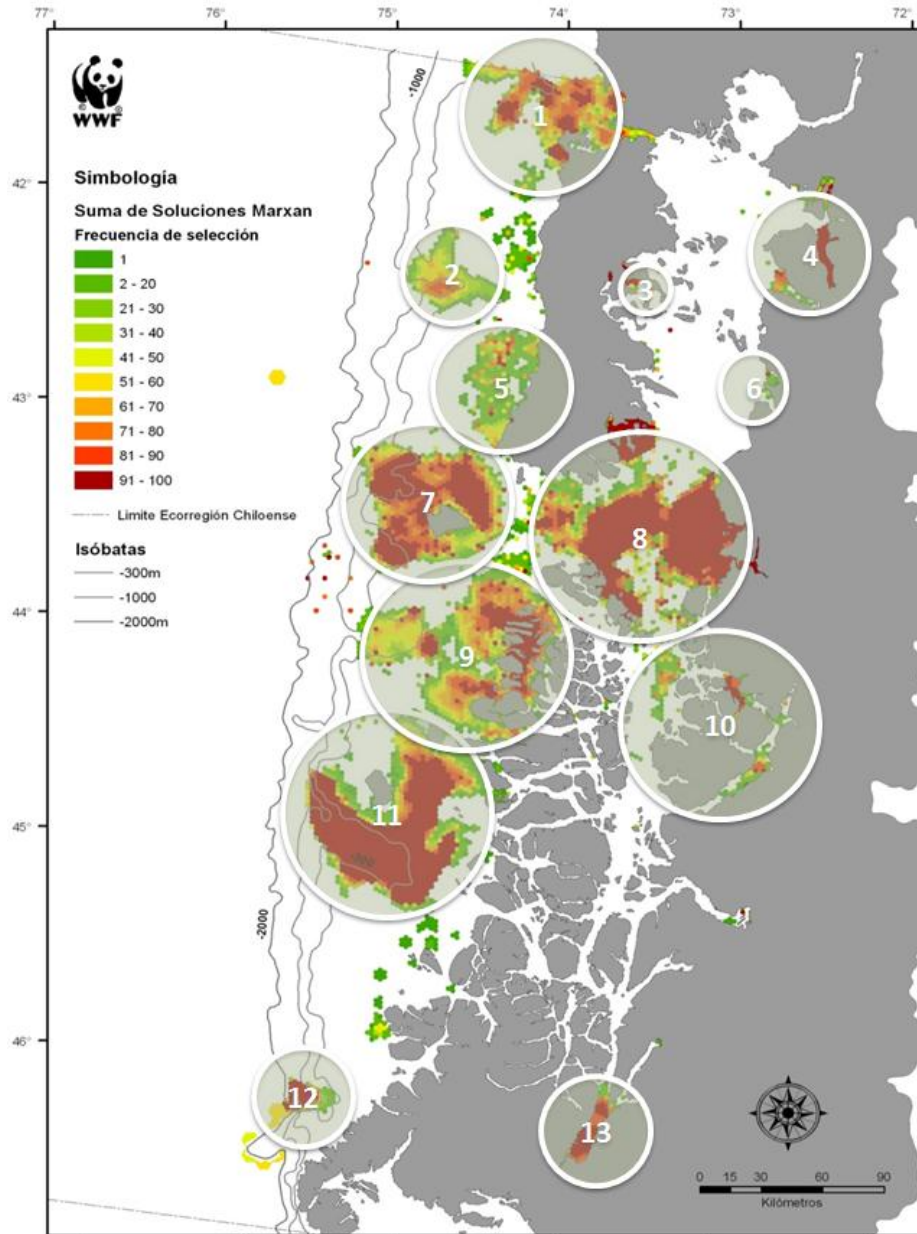 77°
76°
75°
74°
73°
72°
WWF
Simbología
Suma de Soluciones Marxan
Frecuencia de selección
1
2 - 20
21 - 30
31 - 40
41 - 50
51 - 60
61 - 70
71 - 80
81 - 90
91 - 100
Limite Ecorregión Chiloense
Isóbatas
-300m
-1000
-2000m
-1000
-2000
42°
43°
44°
45°
46°
1
2
3
4
5
6
7
8
9
10
11
12
13
0 15 30 60 90
Kilómetros